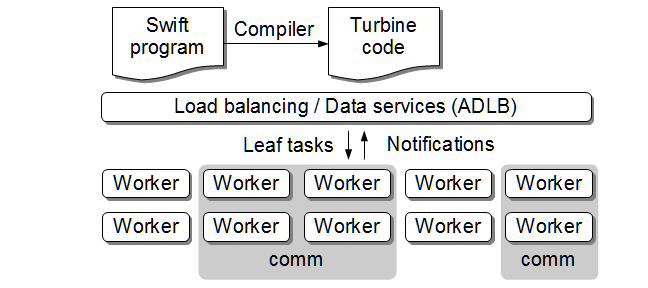 Swift
program
Compiler
Turbine
code
Load balancing / Data services (ADLB)
Leaf tasks
Notifications
Worker Worker Worker Worker Worker
Worker Worker Worker Worker Worker
comm comm